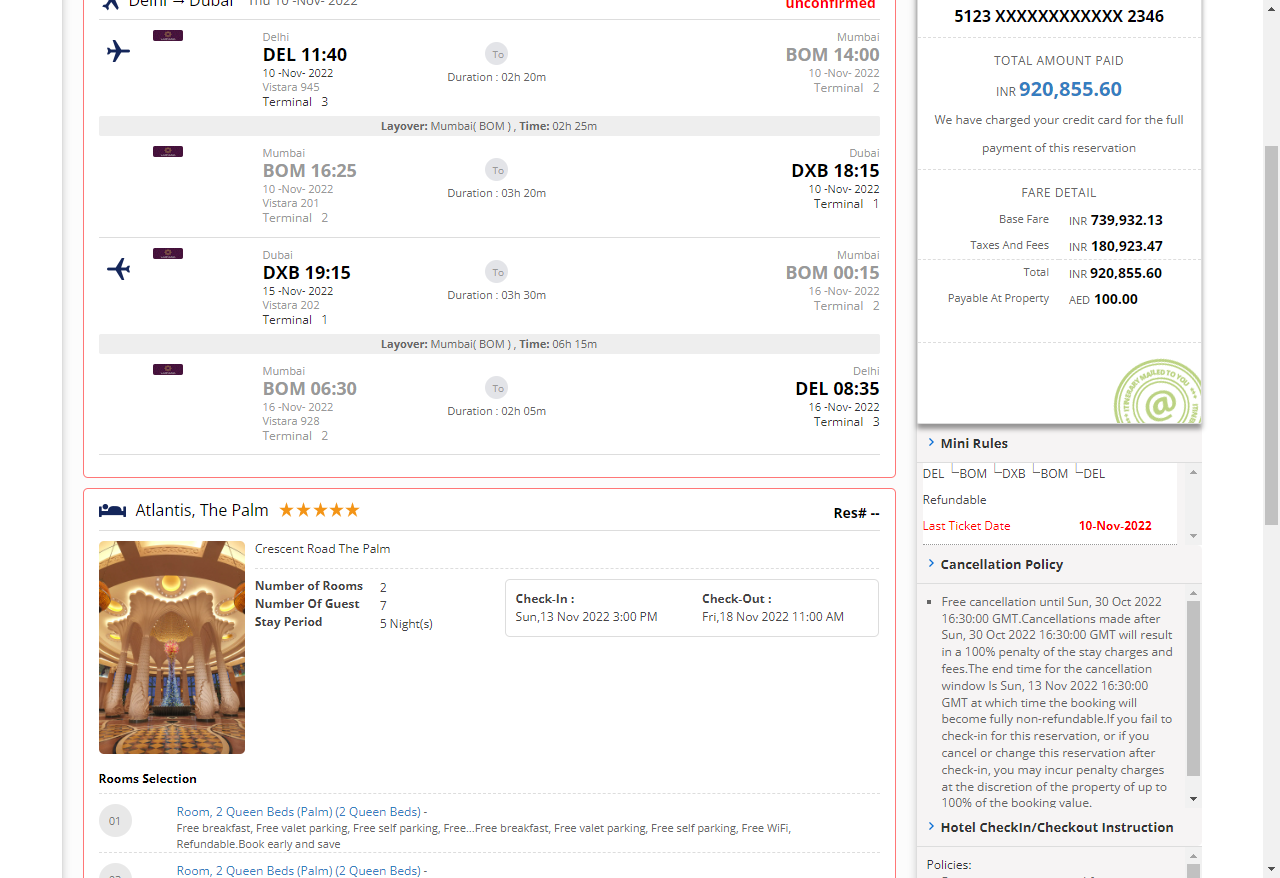 Delhi → Dubai Thu 10 -Nov- 2022
unconfirmed
Delhi
DEL 11:40
10 -Nov- 2022
Vistara 945
Terminal 3
To
Duration : 02h 20m
Mumbai
BOM 14:00
10 -Nov- 2022
Terminal 2
Layover: Mumbai( BOM ) , Time: 02h 25m
Mumbai
BOM 16:25
10 -Nov- 2022
Vistara 201
Terminal 2
To
Duration : 03h 20m
Dubai
DXB 18:15
10 -Nov- 2022
Terminal 1
Dubai
DXB 19:15
15 -Nov- 2022
Vistara 202
Terminal 1
To
Duration : 03h 30m
Mumbai
BOM 00:15
16 -Nov- 2022
Terminal 2
Layover: Mumbai( BOM ) , Time: 06h 15m
Mumbai
BOM 06:30
16 -Nov- 2022
Vistara 928
Terminal 2
To
Duration : 02h 05m
Delhi
DEL 08:35
16 -Nov- 2022
Terminal 3
Atlantis, The Palm
Res# --
Crescent Road The Palm
Number of Rooms 2
Number Of Guest 7
Stay Period 5 Night(s)
Check-In :
Sun,13 Nov 2022 3:00 PM
Check-Out :
Fri,18 Nov 2022 11:00 AM
Rooms Selection
01
Room, 2 Queen Beds (Palm) (2 Queen Beds) -
Free breakfast, Free valet parking, Free self parking, Free...Free breakfast, Free valet parking, Free self parking, Free WiFi,
Refundable.Book early and save
Room, 2 Queen Beds (Palm) (2 Queen Beds) -
5123 XXXXXXXXXXXX 2346
TOTAL AMOUNT PAID
INR 920,855.60
We have charged your credit card for the full
payment of this reservation
FARE DETAIL
Base Fare INR 739,932.13
Taxes And Fees INR 180,923.47
Total INR 920,855.60
Payable At Property AED 100.00
ITINERARY MAILED TO YOU
@
Mini Rules
DEL BOM DXB BOM DEL
Refundable
Last Ticket Date 10-Nov-2022
Cancellation Policy
Free cancellation until Sun, 30 Oct 2022
16:30:00 GMT.Cancellations made after
Sun, 30 Oct 2022 16:30:00 GMT will result
in a 100% penalty of the stay charges and
fees.The end time for the cancellation
window Is Sun, 13 Nov 2022 16:30:00
GMT at which time the booking will
become fully non-refundable.If you fail to
check-in for this reservation, or if you
cancel or change this reservation after
check-in, you may incur penalty charges
at the discretion of the property of up to
100% of the booking value.
Hotel CheckIn/Checkout Instruction
Policies: